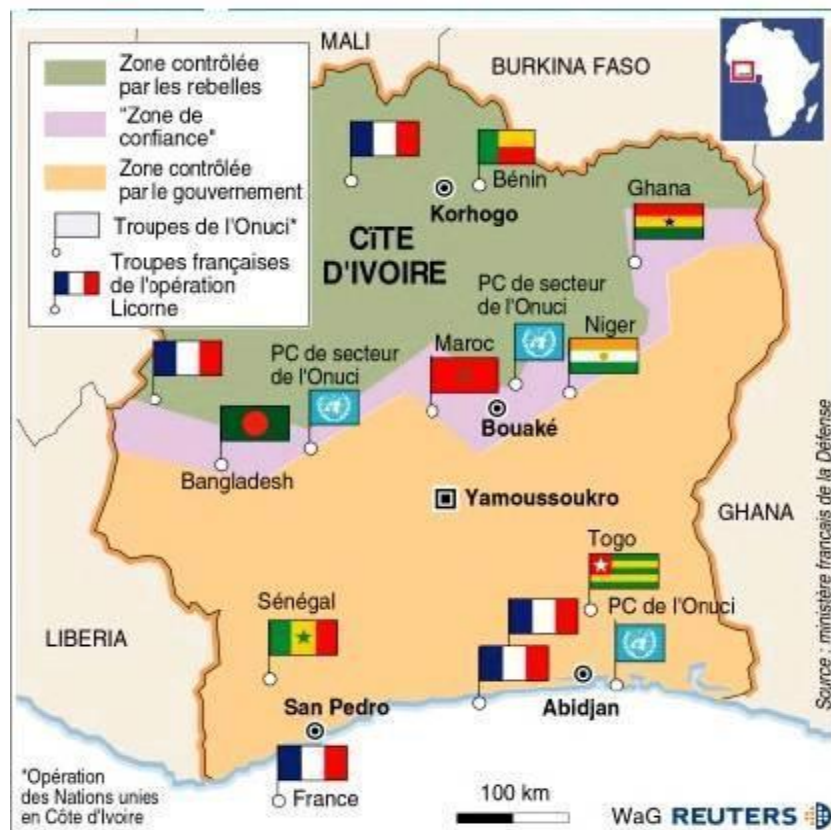 MALI
BURKINA FASO
Zone contrôlée
par les rebelles
"Zone de
confiance"
Zone contrôlée
par le gouvernement
Troupes de l'Onuci*
Troupes françaises
de l'opération
Licorne
Bénin
Korhogo
Ghana
CïTE
D'IVOIRE
PC de secteur
de l'Onuci
Niger
Maroc
PC de secteur
de l'Onuci
Bouaké
Bangladesh
Yamoussoukro
GHANA
Togo
PC de l'Onuci
Sénégal
LIBERIA
San Pedro
Abidjan
France
*Opération
des Nations unies
en Côte d'Ivoire
100 km
WaG REUTERS
Source : ministère français de la Défense